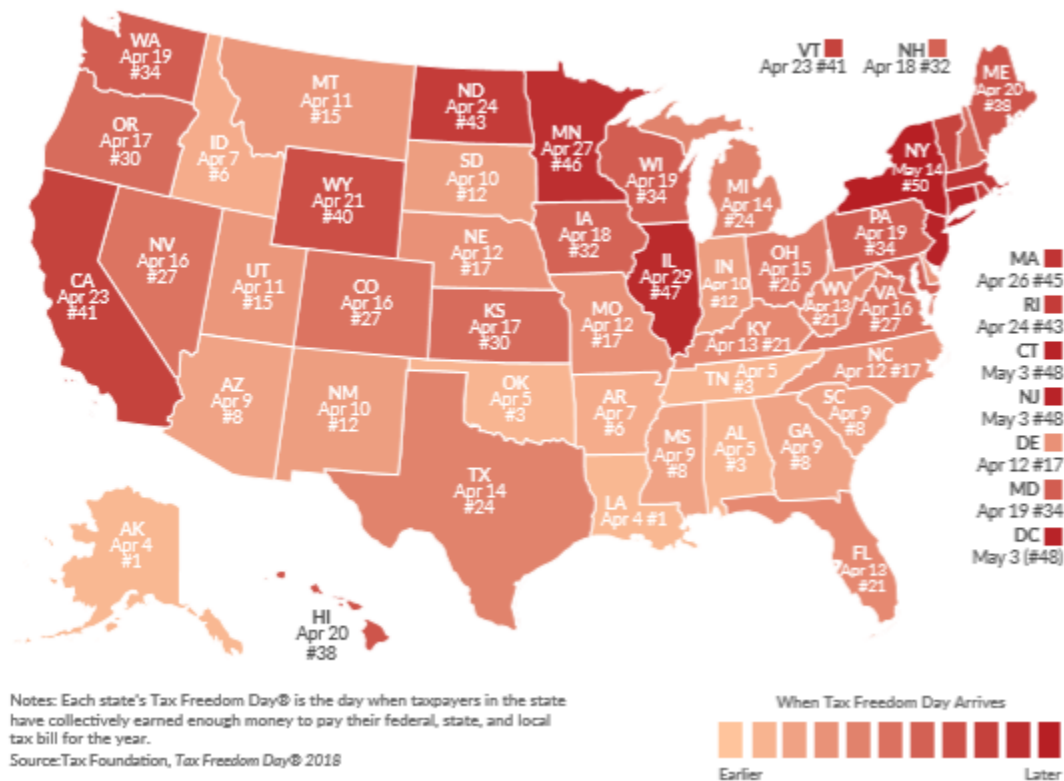 WA
Apr 19
#34
MT
Apr 11
#15
ND
Apr 24
#43
MN
Apr 27
#46
VT
Apr 23 #41
NH
Apr 18 #32
ME
Apr 20
#38
OR
Apr 17
#30
ID
Apr 7
#6
WY
Apr 21
#40
SD
Apr 10
#12
WI
Apr 19
#34
MI
Apr 14
#24
NY
May 14
#50
CA
Apr 23
#41
NV
Apr 16
#27
UT
Apr 11
#15
CO
Apr 16
#27
NE
Apr 12
#17
IA
Apr 18
#32
IL
Apr 29
#47
IN
Apr 10
#12
OH
Apr 15
#26
PA
Apr 19
#34
WV
Apr 13
#21
VA
Apr 16
#27
KS
Apr 17
#30
MO
Apr 12
#17
KY
Apr 13 #21
NC
Apr 12 #17
MA
Apr 26 #45
RI
Apr 24 #43
CT
May 3 #48
NJ
May 3 #48
DE
Apr 12 #17
MD
Apr 19 #34
DC
May 3 (#48)
AZ
Apr 9
#8
NM
Apr 10
#12
OK
Apr 5
#3
AR
Apr 7
#6
TN Apr 5
#3
SC
Apr 9
#8
MS
Apr 9
#8
AL
Apr 5
#3
GA
Apr 9
#8
TX
Apr 14
#24
LA
Apr 4 #1
FL
Apr 13
#21
AK
Apr 4
#1
HI
Apr 20
#38
Notes: Each state's Tax Freedom Day® is the day when taxpayers in the state
have collectively earned enough money to pay their federal, state, and local
tax bill for the year.
Source:Tax Foundation, Tax Freedom Day® 2018
When Tax Freedom Day Arrives
Earlier
Later